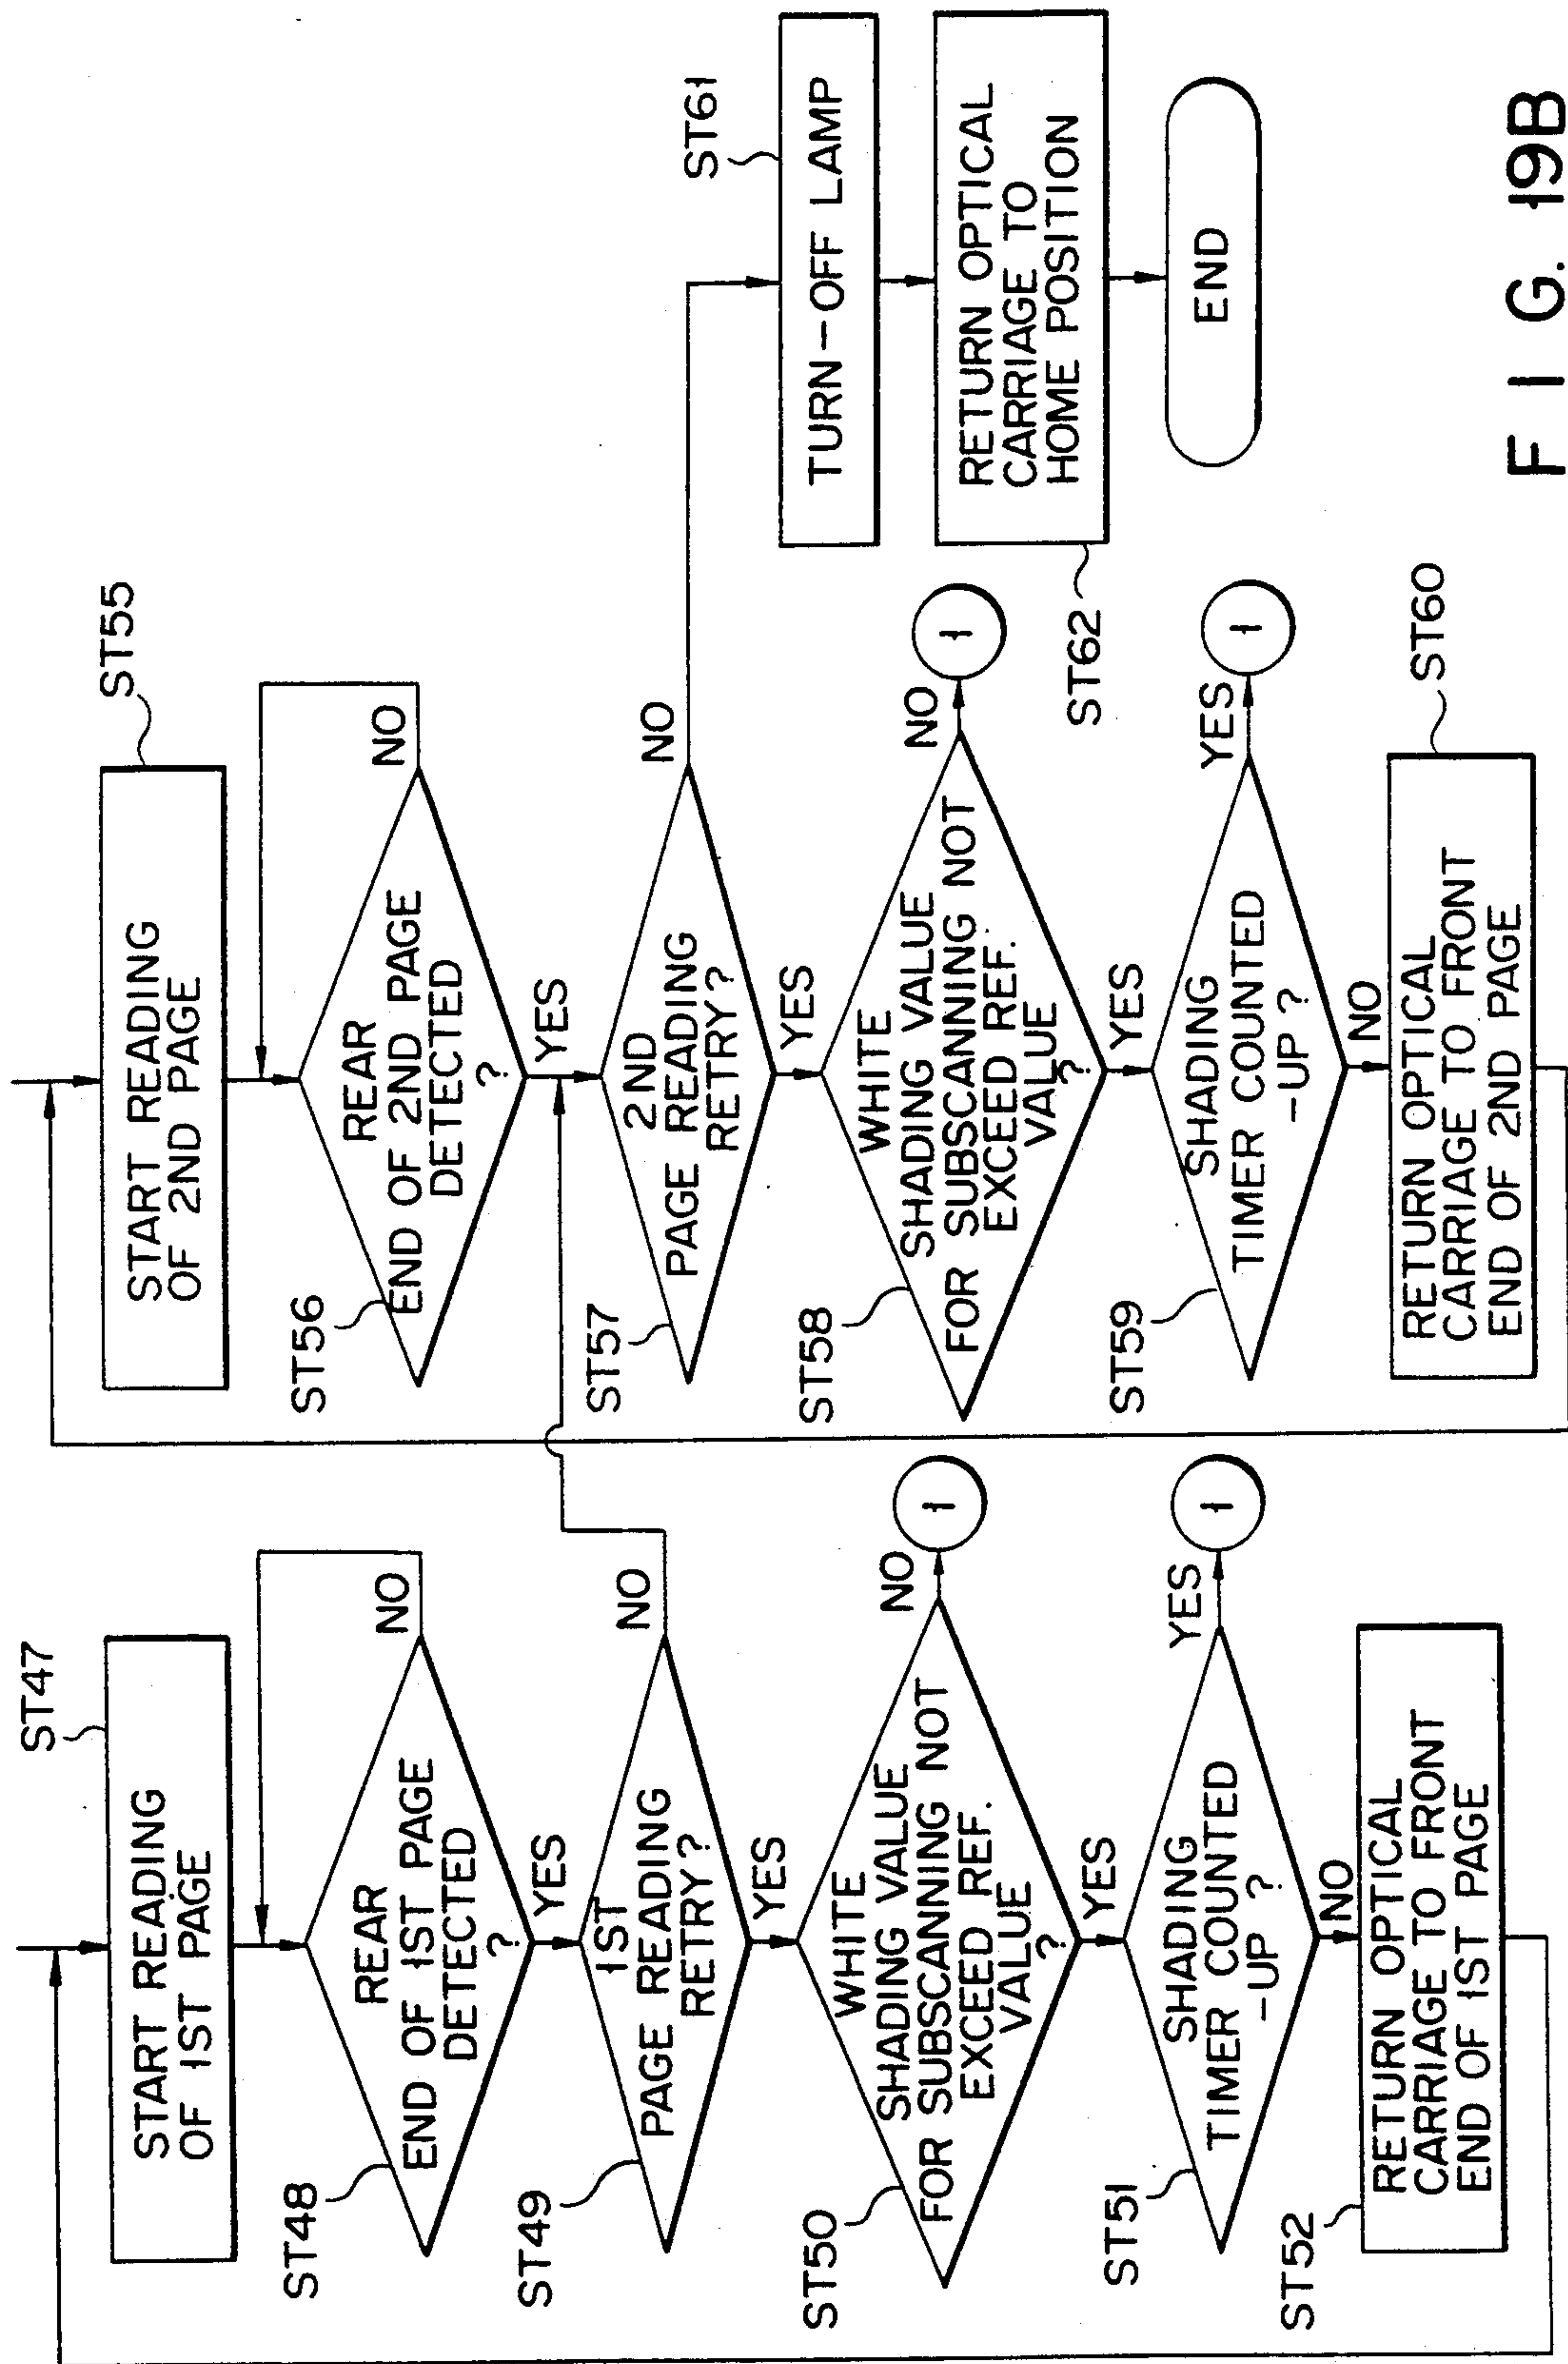 ST47
START READING
OF 1ST PAGE
ST48
REAR
END OF 1ST PAGE
DETECTED
?
NO
YES
ST49
1ST
PAGE READING
RETRY?
NO
YES
ST50
WHITE
SHADING VALUE
FOR SUBSCANNING NOT
EXCEED REF.
VALUE
?
NO
1
YES
ST51
SHADING
TIMER COUNTED
-UP ?
YES
1
NO
ST52
RETURN OPTICAL
CARRIAGE TO FRONT
END OF 1ST PAGE
ST55
START READING
OF 2ND PAGE
ST56
REAR
END OF 2ND PAGE
DETECTED
?
NO
YES
ST57
2ND
PAGE READING
RETRY?
NO
YES
ST58
WHITE
SHADING VALUE
FOR SUBSCANNING NOT
EXCEED REF.
VALUE
?
NO
1
YES
ST59
SHADING
TIMER COUNTED
-UP ?
YES
1
NO
ST60
RETURN OPTICAL
CARRIAGE TO FRONT
END OF 2ND PAGE
ST61
TURN-OFF LAMP
ST62
RETURN OPTICAL
CARRIAGE TO
HOME POSITION
END
FIG. 19B